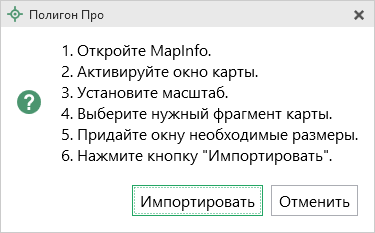 Полигон Про
1. Откройте MapInfo.
2. Активируйте окно карты.
3. Установите масштаб.
4. Выберите нужный фрагмент карты.
5. Придайте окну необходимые размеры.
6. Нажмите кнопку "Импортировать".
Импортировать
Отменить